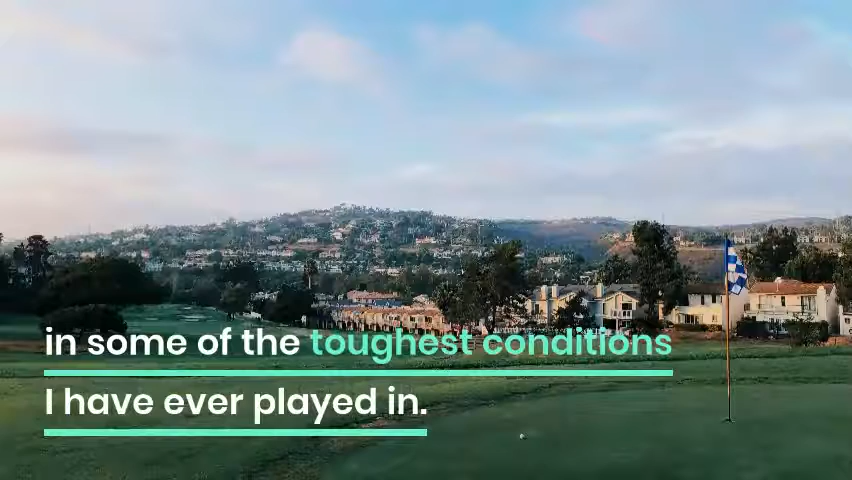 in some of the toughest conditions
I have ever played in.